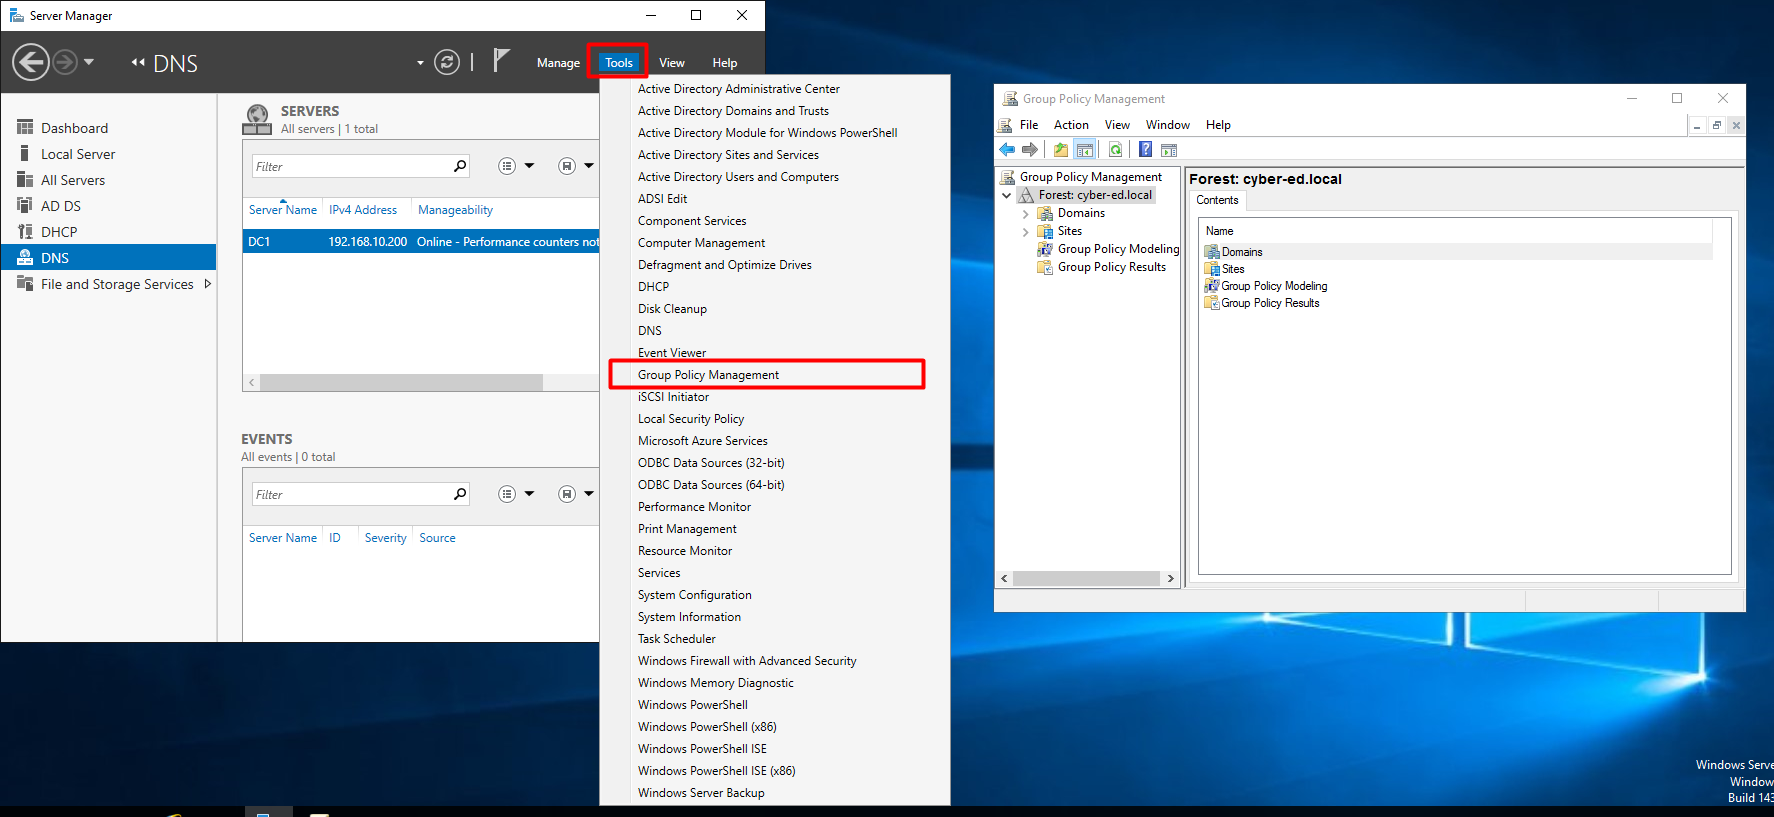 Server Manager
DNS
Manage
Tools
View
Help
Dashboard
Local Server
All Servers
AD DS
DHCP
DNS
File and Storage Services
SERVERS
All servers | 1 total
Filter
Server Name IPv4 Address Manageability
DC1 192.168.10.200 Online - Performance counters not
EVENTS
All events | 0 total
Filter
Server Name ID Severity Source
Active Directory Administrative Center
Active Directory Domains and Trusts
Active Directory Module for Windows PowerShell
Active Directory Sites and Services
Active Directory Users and Computers
ADSI Edit
Component Services
Computer Management
Defragment and Optimize Drives
DHCP
Disk Cleanup
DNS
Event Viewer
Group Policy Management
iSCSI Initiator
Local Security Policy
Microsoft Azure Services
ODBC Data Sources (32-bit)
ODBC Data Sources (64-bit)
Performance Monitor
Print Management
Resource Monitor
Services
System Configuration
System Information
Task Scheduler
Windows Firewall with Advanced Security
Windows Memory Diagnostic
Windows PowerShell
Windows PowerShell (x86)
Windows PowerShell ISE
Windows PowerShell ISE (x86)
Windows Server Backup
Group Policy Management
File Action View Window Help
Group Policy Management
Forest: cyber-ed.local
Domains
Sites
Group Policy Modeling
Group Policy Results
Forest: cyber-ed.local
Contents
Name
Domains
Sites
Group Policy Modeling
Group Policy Results
Windows Serve
Window
Build 143